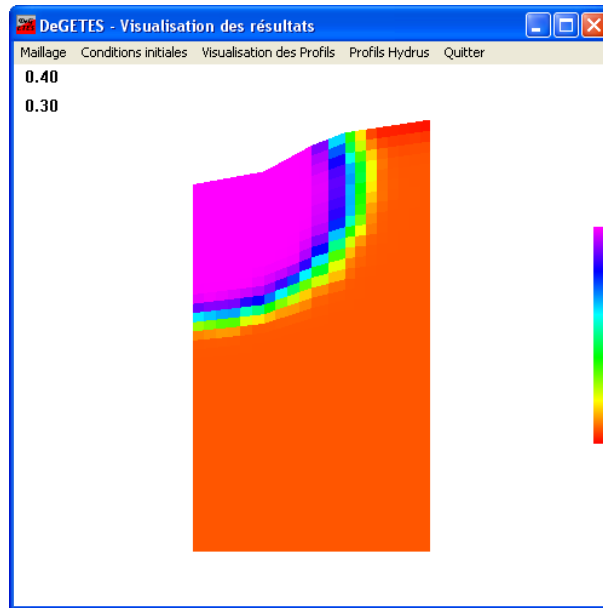 DeGETES - Visualisation des résultats
Maillage Conditions initiales Visualisation des Profils Profils Hydrus Quitter
0.40
0.30